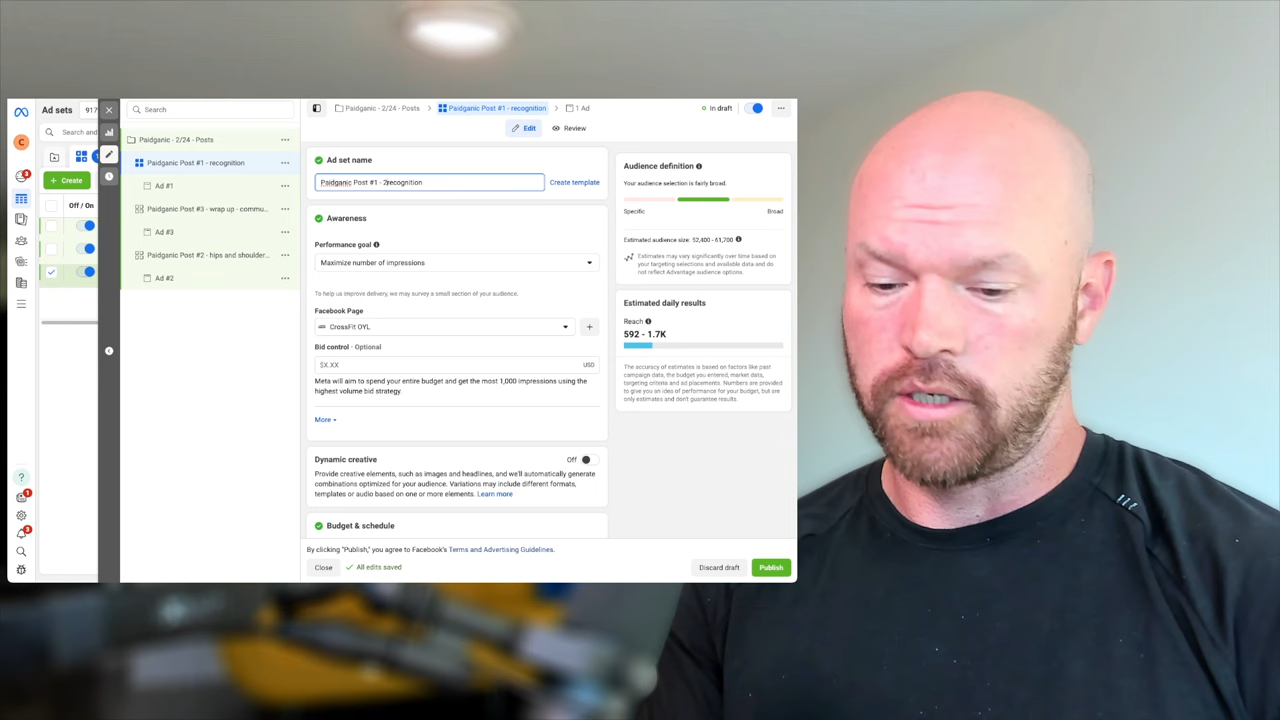 Ad sets
917
Search and
+ Create
Off / On
Search
Paidganic - 2/24 - Posts
Paidganic Post #1 - recognition
Ad #1
Paidganic Post #3 - wrap up - commu...
Ad #3
Paidganic Post #2 - hips and shoulder...
Ad #2
Paidganic - 2/24 - Posts
Paidganic Post #1 - recognition
1 Ad
In draft
Edit
Review
Ad set name
Paidganic Post #1 - 2recognition
Create template
Awareness
Performance goal
Maximize number of impressions
To help us improve delivery, we may survey a small section of your audience.
Facebook Page
CrossFit OYL
Bid control · Optional
$X.XX
USD
Meta will aim to spend your entire budget and get the most 1,000 impressions using the
highest volume bid strategy.
More
Dynamic creative
Off
Provide creative elements, such as images and headlines, and we'll automatically generate
combinations optimized for your audience. Variations may include different formats,
templates or audio based on one or more elements. Learn more
Budget & schedule
By clicking "Publish," you agree to Facebook's Terms and Advertising Guidelines.
Close
All edits saved
Discard draft
Publish
Audience definition
Your audience selection is fairly broad.
Specific
Broad
Estimated audience size: 52,400 - 61,700
Estimates may vary significantly over time based on
your targeting selections and available data and do
not reflect Advantage audience options.
Estimated daily results
Reach
592 - 1.7K
The accuracy of estimates is based on factors like past
campaign data, the budget you entered, market data,
targeting criteria and ad placements. Numbers are provided
to give you an idea of performance for your budget, but are
only estimates and don't guarantee results.
C
3
1
3